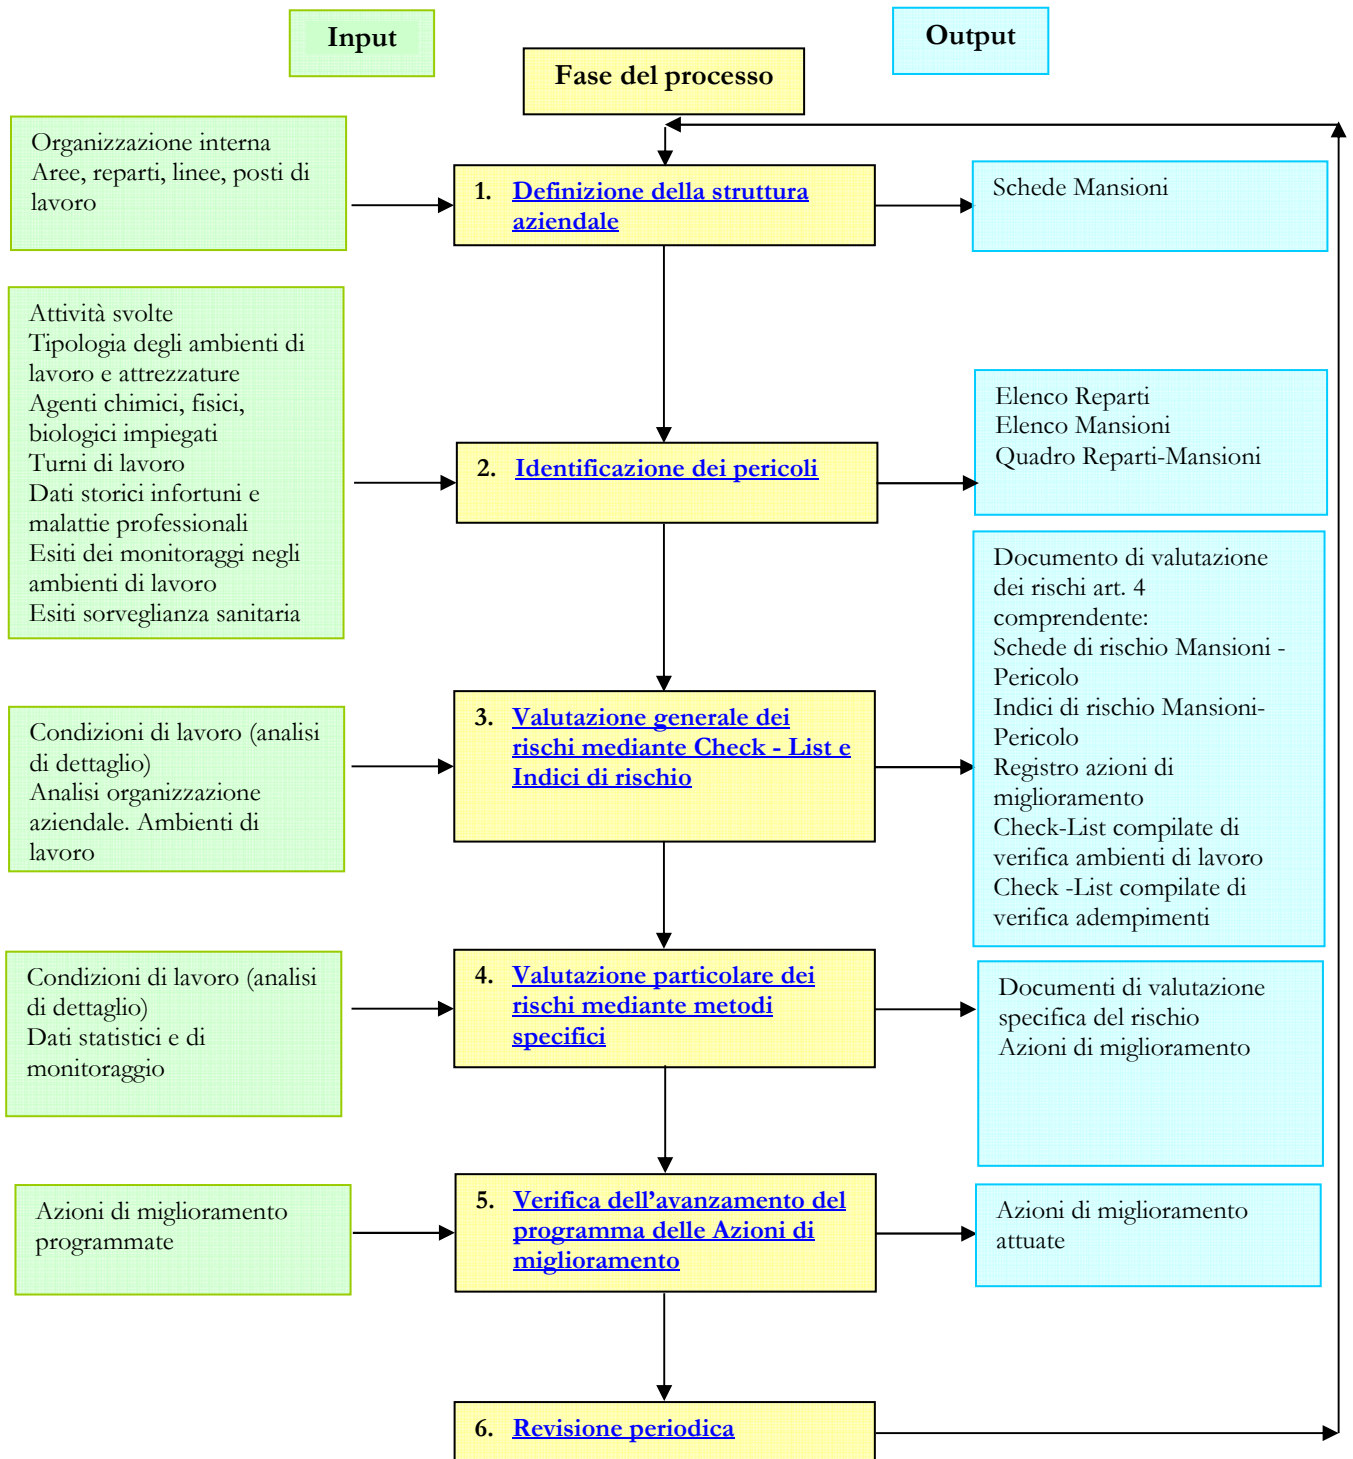 Input
Output
Fase del processo
Organizzazione interna
Aree, reparti, linee, posti di
lavoro
1. Definizione della struttura
aziendale
Schede Mansioni
Attività svolte
Tipologia degli ambienti di
lavoro e attrezzature
Agenti chimici, fisici,
biologici impiegati
Turni di lavoro
Dati storici infortuni e
malattie professionali
Esiti dei monitoraggi negli
ambienti di lavoro
Esiti sorveglianza sanitaria
2. Identificazione dei pericoli
Elenco Reparti
Elenco Mansioni
Quadro Reparti-Mansioni
Condizioni di lavoro (analisi
di dettaglio)
Analisi organizzazione
aziendale. Ambienti di
lavoro
3. Valutazione generale dei
rischi mediante Check - List e
Indici di rischio
Documento di valutazione
dei rischi art. 4
comprendente:
Schede di rischio Mansioni -
Pericolo
Indici di rischio Mansioni-
Pericolo
Registro azioni di
miglioramento
Check-List compilate di
verifica ambienti di lavoro
Check -List compilate di
verifica adempimenti
Condizioni di lavoro (analisi
di dettaglio)
Dati statistici e di
monitoraggio
4. Valutazione particolare dei
rischi mediante metodi
specifici
Documenti di valutazione
specifica del rischio
Azioni di miglioramento
Azioni di miglioramento
programmate
5. Verifica dell'avanzamento del
programma delle Azioni di
miglioramento
Azioni di miglioramento
attuate
6. Revisione periodica